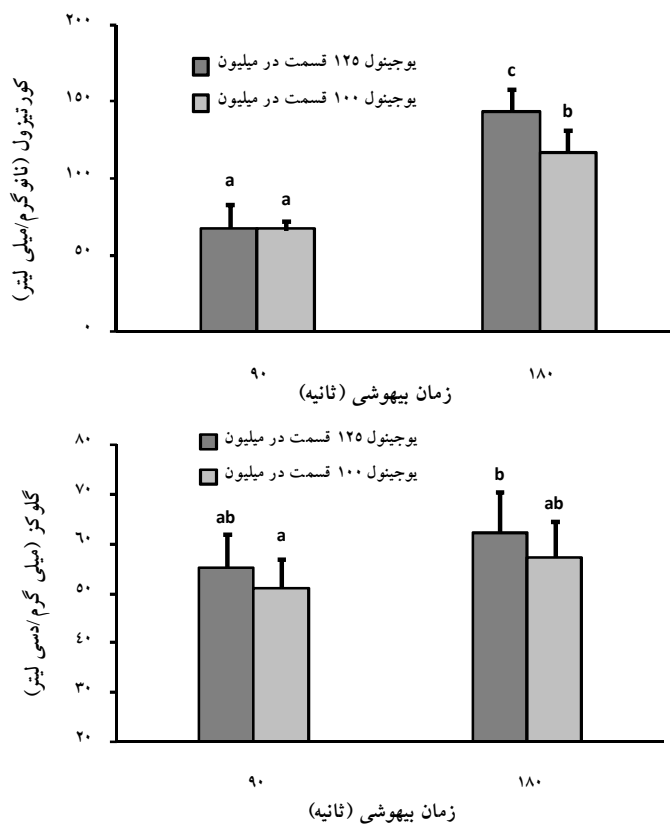 ۲۰۰
۱۵۰
۱۰۰
۵۰
۰
کورتیزول (نانوگرم/میلی لیتر)
یوجینول ۱۲۵ قسمت در میلیون
یوجینول ۱۰۰ قسمت در میلیون
a a c b
۹۰ ۱۸۰
زمان بیهوشی (ثانیه)
۸۰
۷۰
۶۰
۵۰
۴۰
۳۰
۲۰
گلوکز (میلی گرم/دسی لیتر)
یوجینول ۱۲۵ قسمت در میلیون
یوجینول ۱۰۰ قسمت در میلیون
ab a b ab
۹۰ ۱۸۰
زمان بیهوشی (ثانیه)